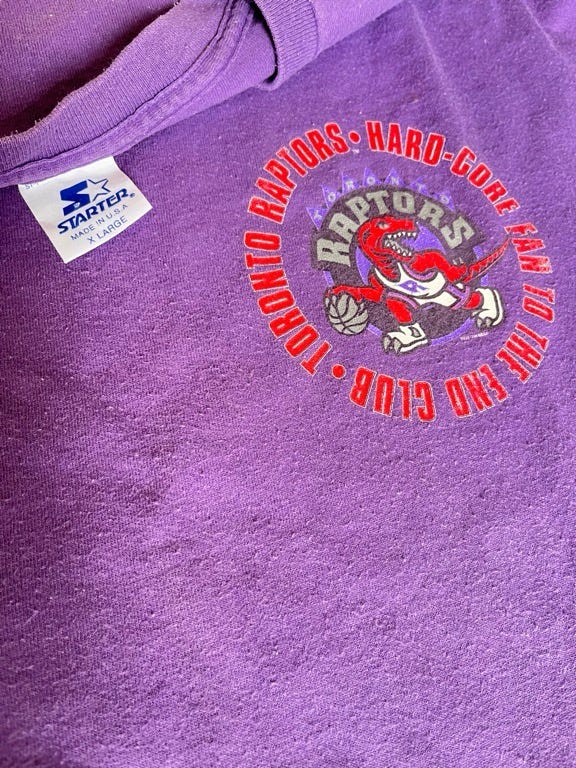 STARTER®
MADE IN U.S.A
X LARGE
TORONTO RAPTORS • HARD-CORE FAN TO THE END CLUB •
TORONTO
RAPTORS